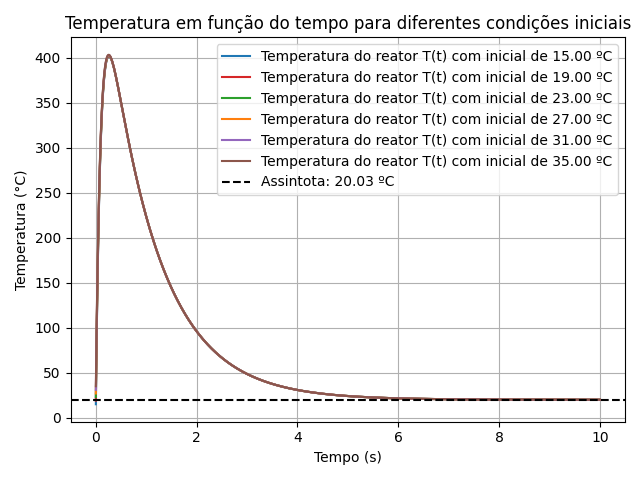 Temperatura em função do tempo para diferentes condições iniciais
Temperatura do reator T(t) com inicial de 15.00 ºC
Temperatura do reator T(t) com inicial de 19.00 ºC
Temperatura do reator T(t) com inicial de 23.00 ºC
Temperatura do reator T(t) com inicial de 27.00 ºC
Temperatura do reator T(t) com inicial de 31.00 ºC
Temperatura do reator T(t) com inicial de 35.00 ºC
Assintota: 20.03 ºC
Temperatura (°C)
400
350
300
250
200
150
100
50
0
0 2 4 6 8 10
Tempo (s)